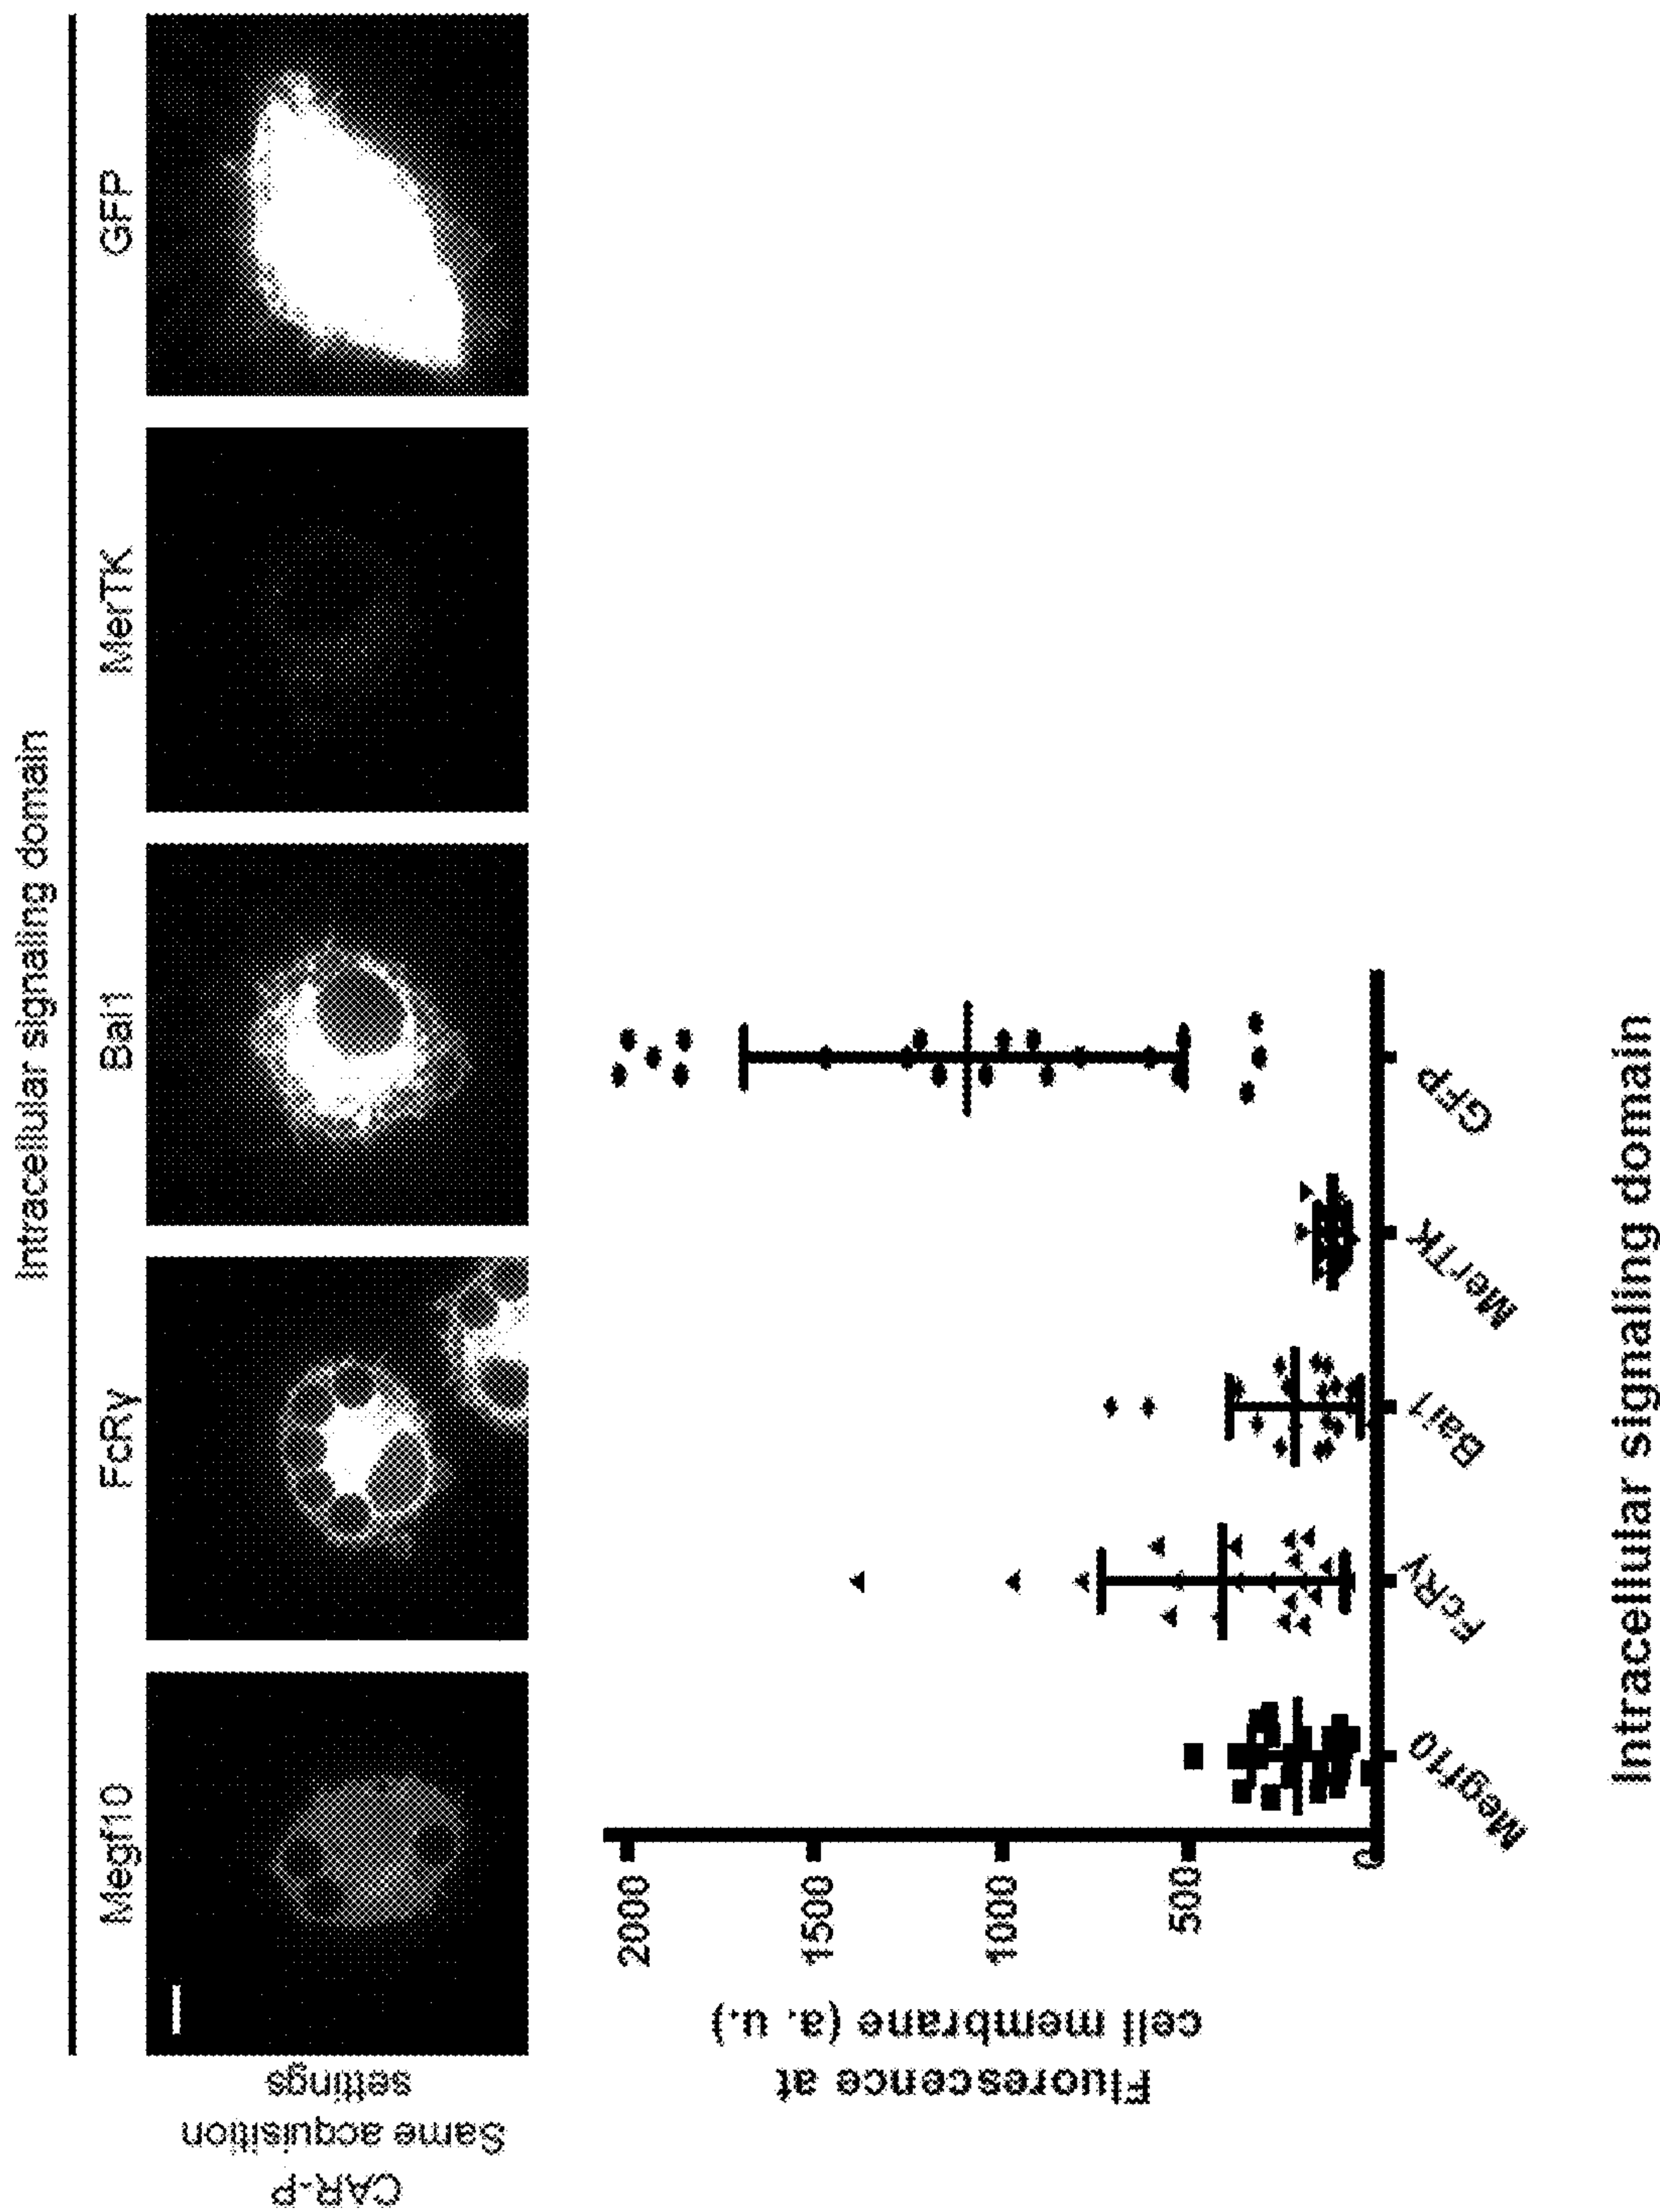 Intracellular signaling domain
Megf10 FcRγ Bai1 MerTK GFP
CAR-P
Same acquisition
settings
Fluorescence at
cell membrane (a. u.)
2000
1500
1000
500
0
Megf10 FcRγ Bai1 MerTK GFP
Intracellular signaling domain